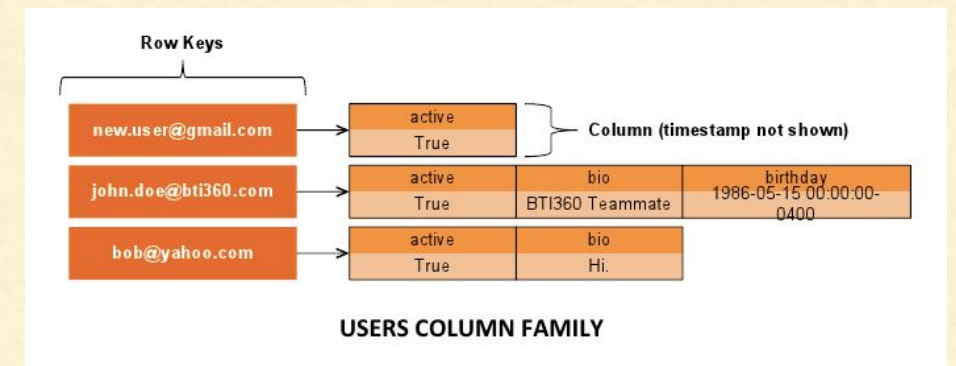 Row Keys
new.user@gmail.com
active
True
Column (timestamp not shown)
john.doe@bti360.com
active
True
bio
BTI360 Teammate
birthday
1986-05-15 00:00:00-
0400
bob@yahoo.com
active
True
bio
Hi.
USERS COLUMN FAMILY